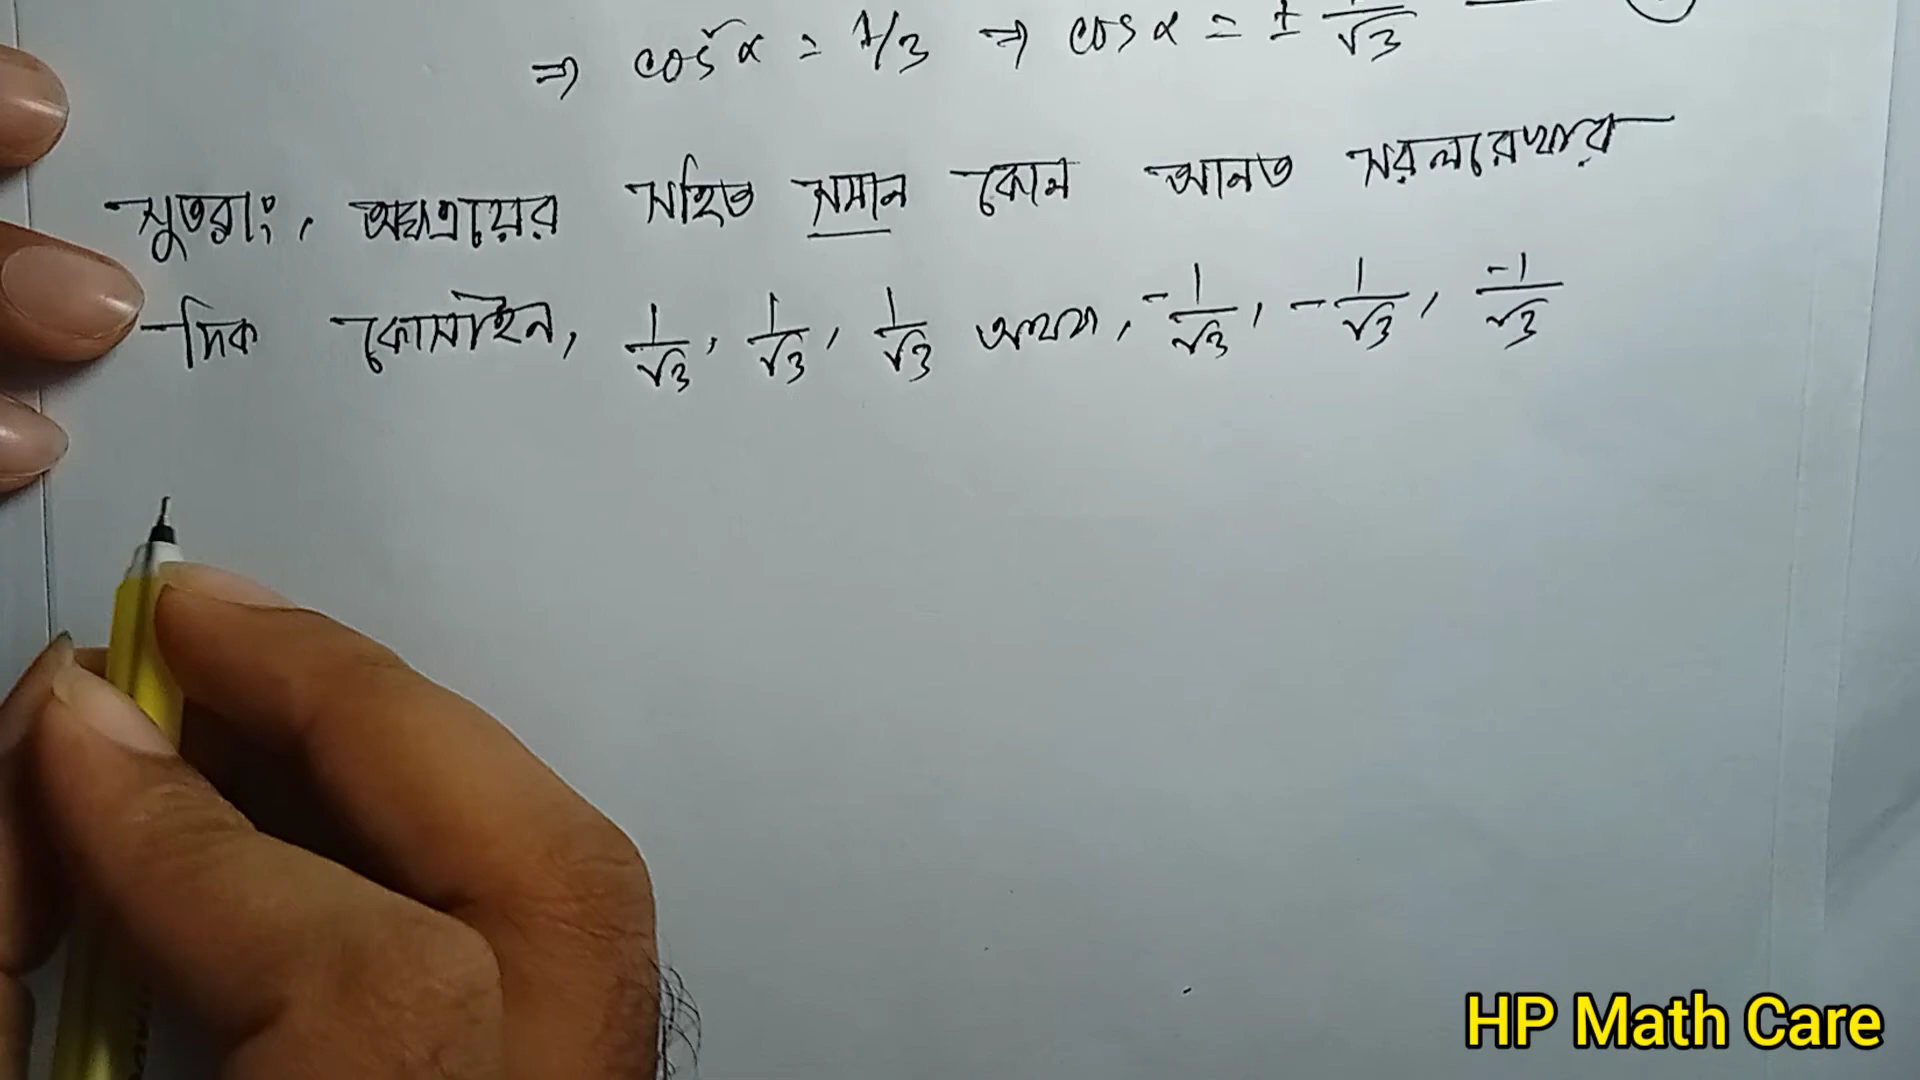 ⇒ cos²α = 1/3 ⇒ cos α = ± 1/√3
সুতরাং, অক্ষত্রয়ের সহিত সমান কোন আনত সরলরেখার
দিক কোসাইন, 1/√3, 1/√3, 1/√3 অথবা, -1/√3, -1/√3, -1/√3
HP Math Care